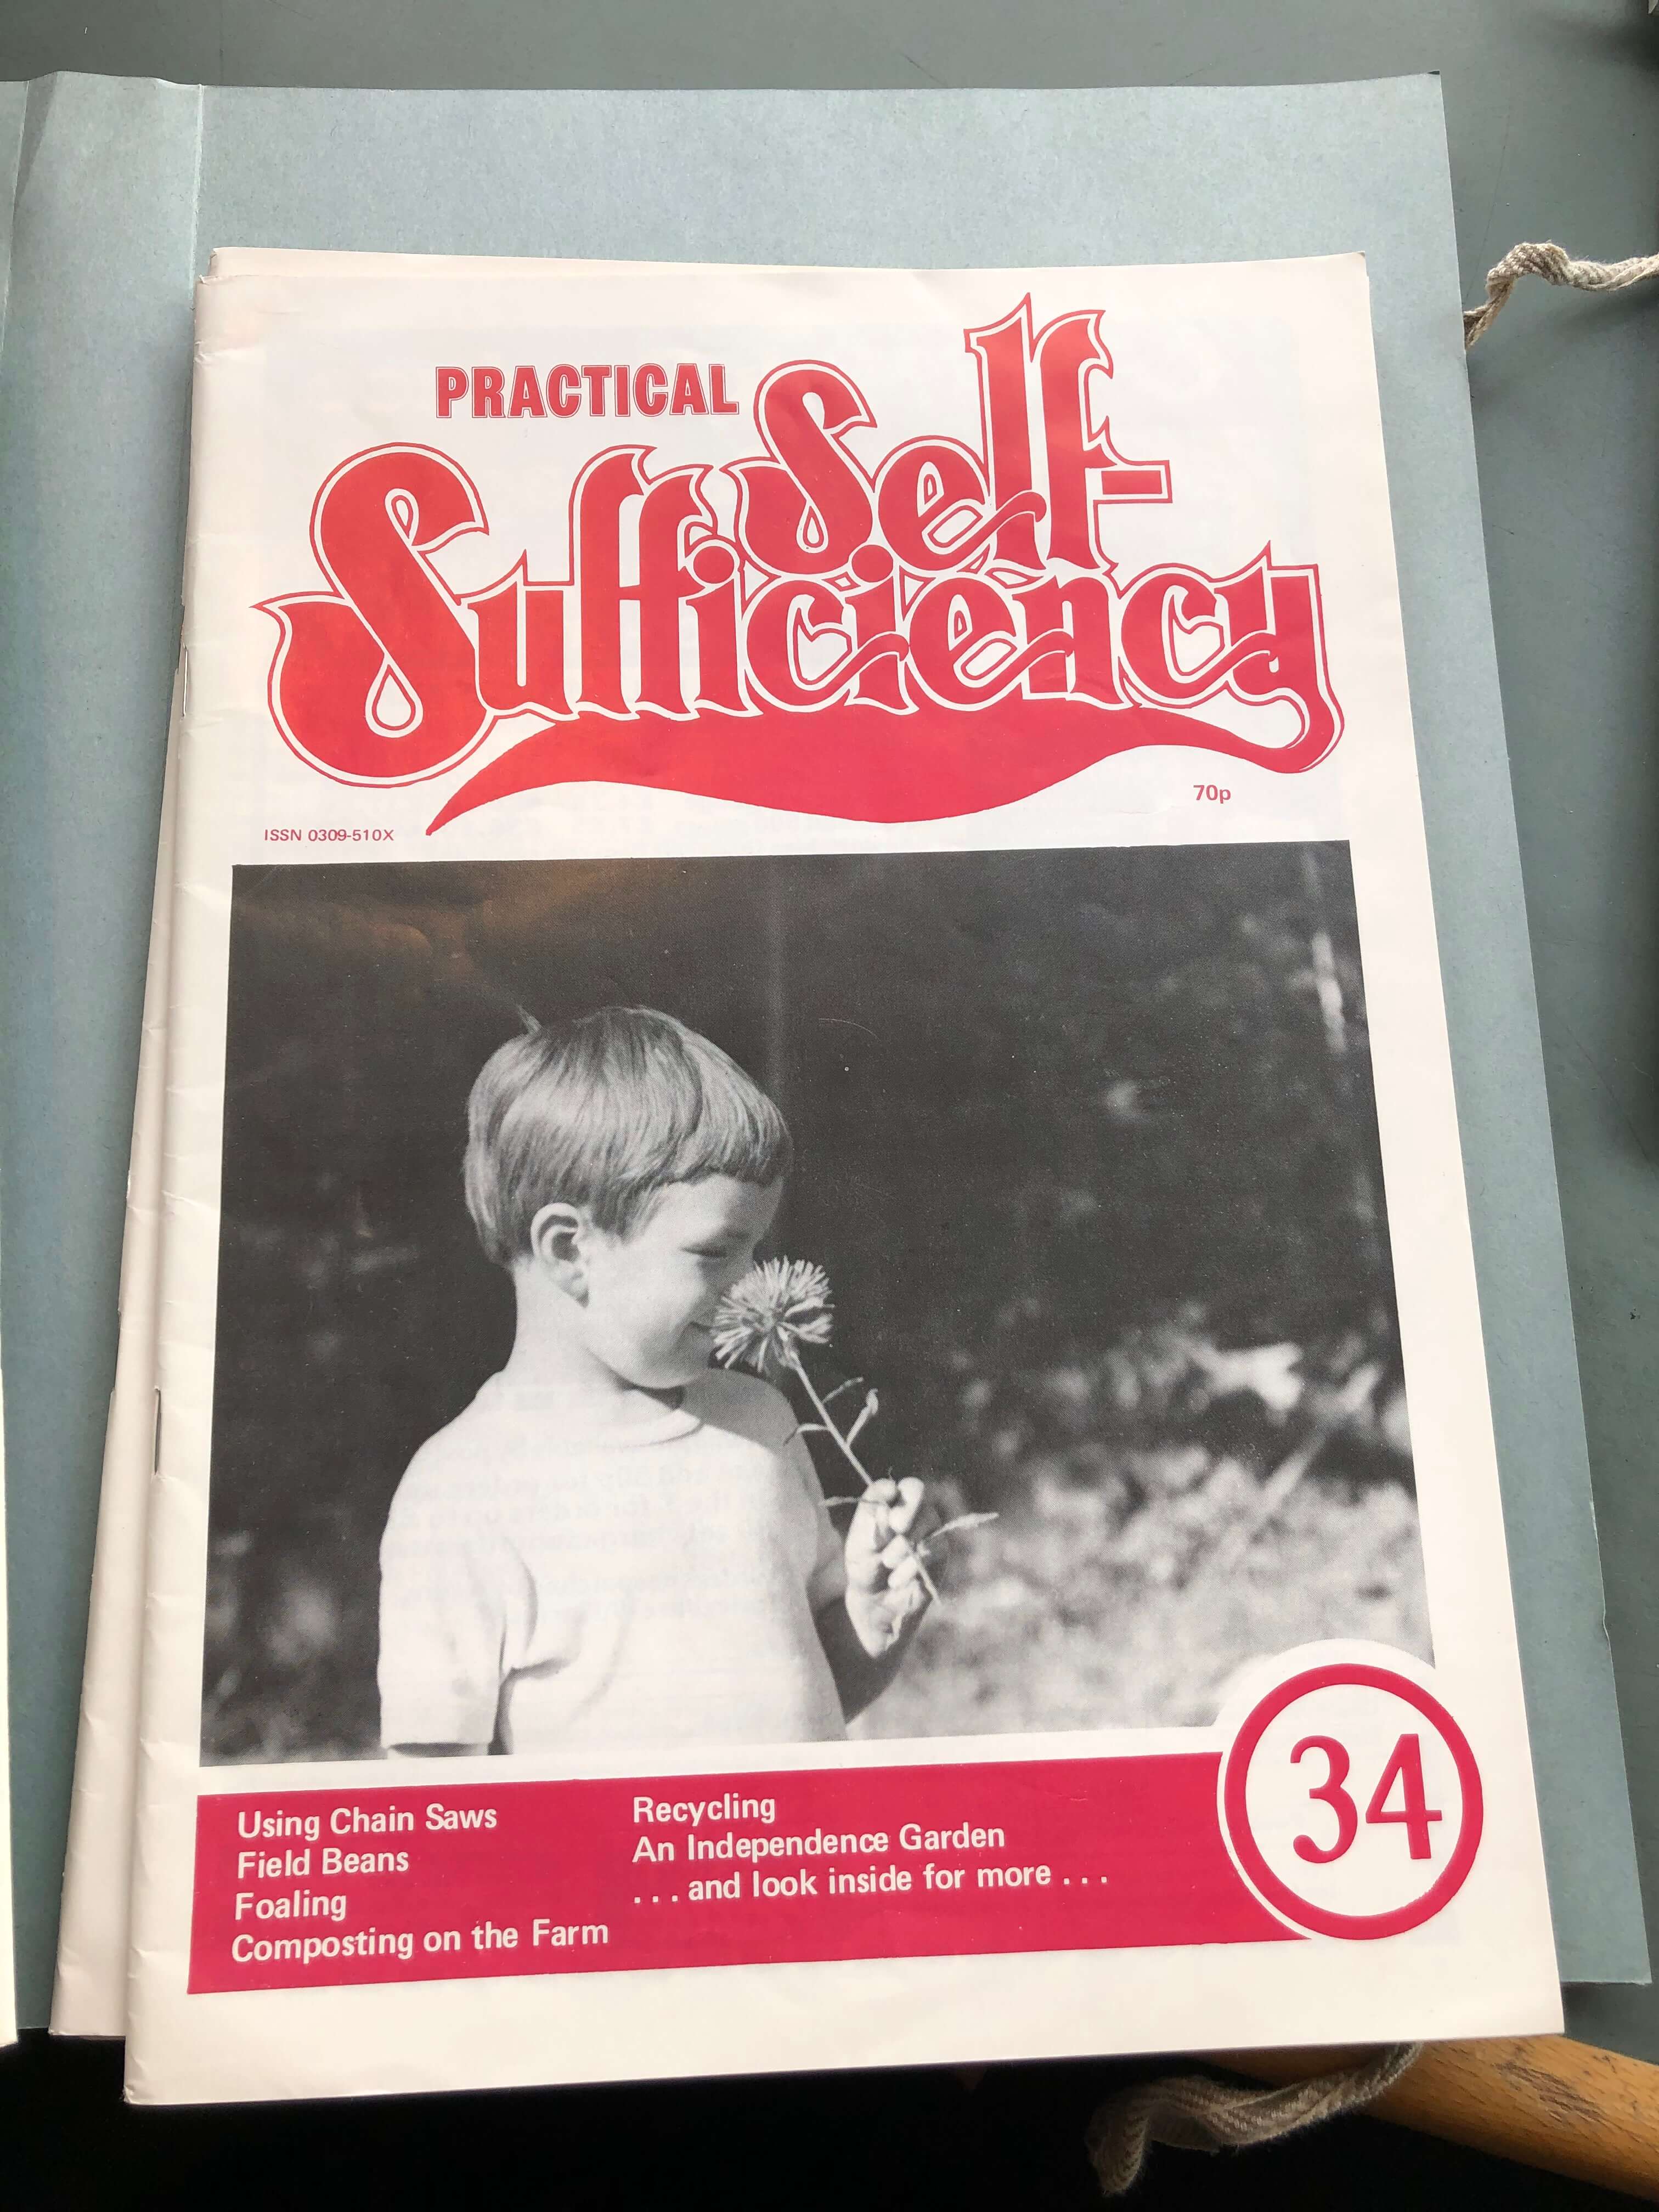 PRACTICAL
Self-
Sufficiency
70p
ISSN 0309-510X
Using Chain Saws
Field Beans
Foaling
Composting on the Farm
Recycling
An Independence Garden
. . . and look inside for more . . .
34